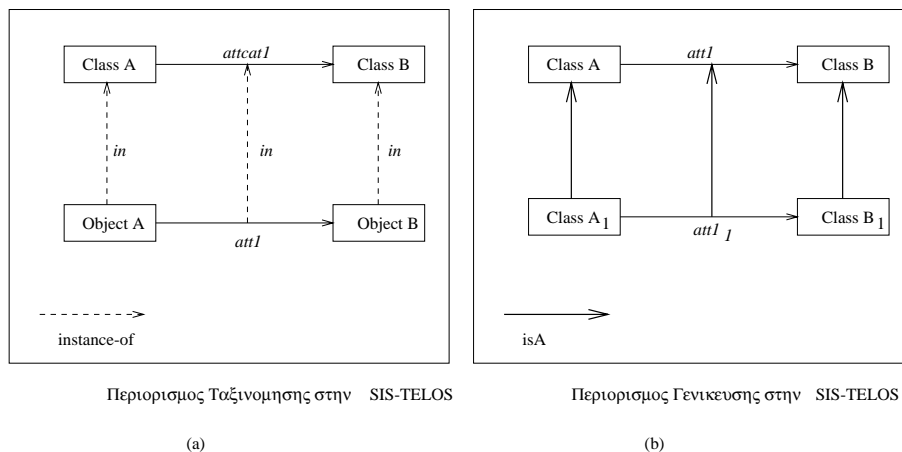 Class A
attcat1
Class B
in
in
in
Object A
att1
Object B
instance-of
Περιορισμος Ταξινομησης στην SIS-TELOS
(a)
Class A
att1
Class B
Class A1
att1 1
Class B1
isA
Περιορισμος Γενικευσης στην SIS-TELOS
(b)